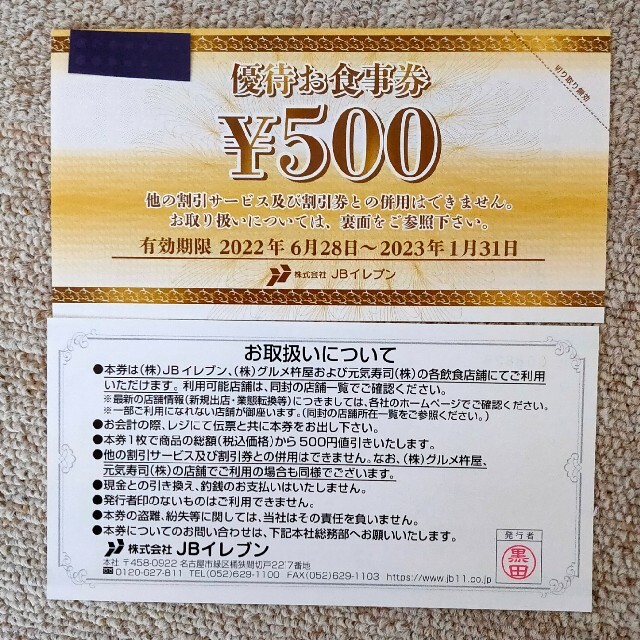 優待お食事券
¥500
切り取り無効
他の割引サービス及び割引券との併用はできません。
お取り扱いについては、裏面をご参照下さい。
有効期限 2022年6月28日~2023年1月31日
株式会社 JBイレブン
お取扱いについて
●本券は(株)JBイレブン、(株)グルメ杵屋および元気寿司(株)の各飲食店舗にてご利用
いただけます。利用可能店舗は、同封の店舗一覧でご確認ください。
※最新の店舗情報(新規出店・業態転換等)につきましては、各社のホームページでご確認ください。
※一部ご利用になれない店舗が御座います。(同封の店舗所在一覧をご参照ください。)
●お会計の際、レジにて伝票と共に本券をお出し下さい。
●本券1枚で商品の総額(税込価格)から500円値引きいたします。
●他の割引サービス及び割引券との併用はできません。なお、(株)グルメ杵屋、
元気寿司(株)の店舗でご利用の場合も同様でございます。
●現金との引き換え、釣銭のお支払いはいたしません。
●発行者印のないものはご利用できません。
●本券の盗難、紛失等に関しては、当社はその責任を負いません。
●本券についてのお問い合わせは、下記本社総務部へお願いいたします。
発行者
黒田
株式会社 JBイレブン
本社 〒458-0922 名古屋市緑区桶狭間切戸2217番地
0120-627-811 TEL(052)629-1100 FAX(052)629-1103 https://www.jb11.co.jp